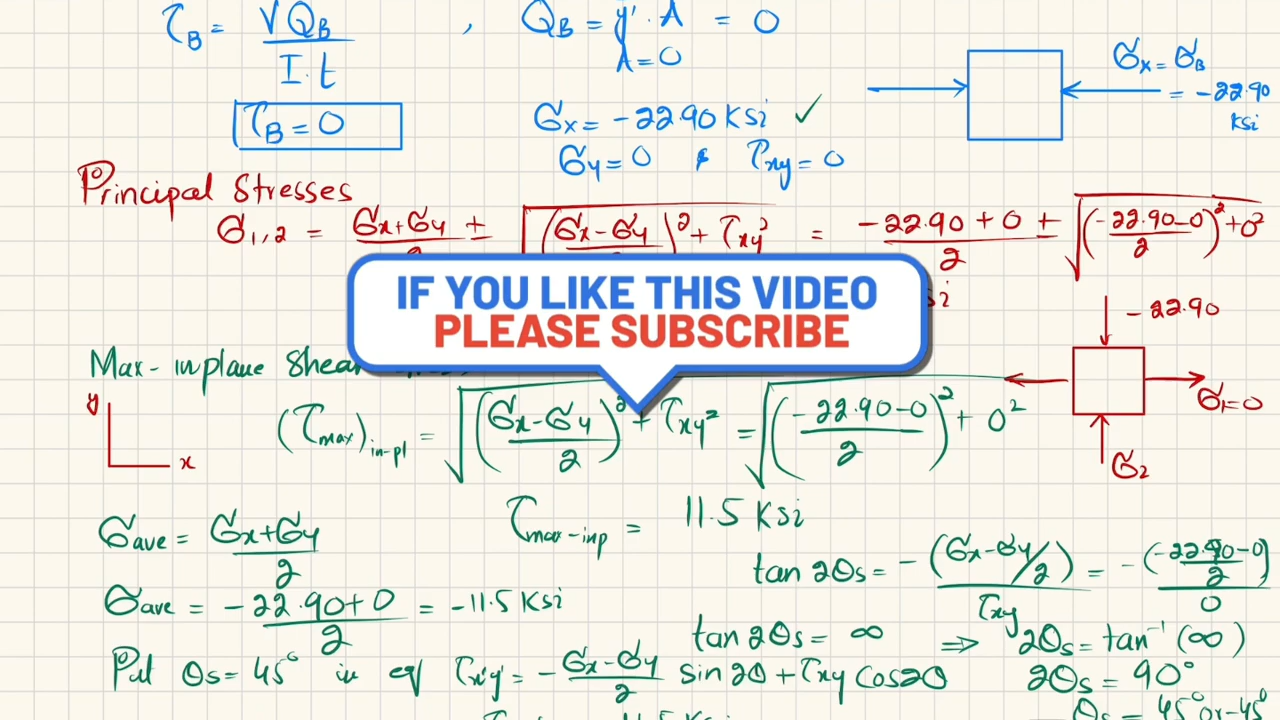 τB = VQB / I.t , QB = y'. A = 0
A = 0
τB = 0
σx = -22.90 ksi ✓
σy = 0 & τxy = 0
σx = σB
= -22.90
ksi
Principal Stresses
σ1,2 = σx+σy / 2 ± √((σx-σy / )² + τxy² = -22.90 + 0 / 2 ± √((-22.90-0 / 2)² + 0²
si
IF YOU LIKE THIS VIDEO
PLEASE SUBSCRIBE
-22.90
σ1=0
σ2
Max-inplane Shear
y
x
(τmax)in-pl = √((σx-σy / 2)² + τxy² = √((-22.90-0 / 2)² + 0²
τmax-inp = 11.5 ksi
σave = σx+σy / 2
σave = -22.90+0 / 2 = -11.5 ksi
tan 2θs = -(σx-σy/2) / τxy = -(-22.90-0 / 2) / 0
tan 2θs = ∞ ⇒ 2θs = tan⁻¹(∞)
2θs = 90°
θs = 45° or -45°
Put θs = 45° in eq τx'y' = -σx-σy / 2 sin 2θ + τxy cos2θ